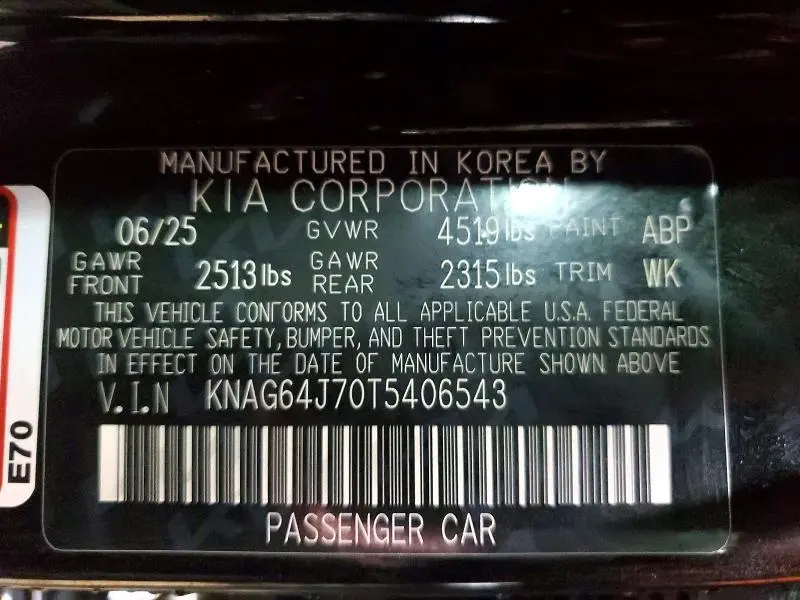 MANUFACTURED IN KOREA BY
KIA CORPORATION
06/25 GVWR 4519 lbs PAINT ABP
GAWR FRONT 2513 lbs GAWR REAR 2315 lbs TRIM WK
THIS VEHICLE CONFORMS TO ALL APPLICABLE U.S.A. FEDERAL
MOTOR VEHICLE SAFETY, BUMPER, AND THEFT PREVENTION STANDARDS
IN EFFECT ON THE DATE OF MANUFACTURE SHOWN ABOVE
V.I.N KNAG64J70T5406543
PASSENGER CAR
E70